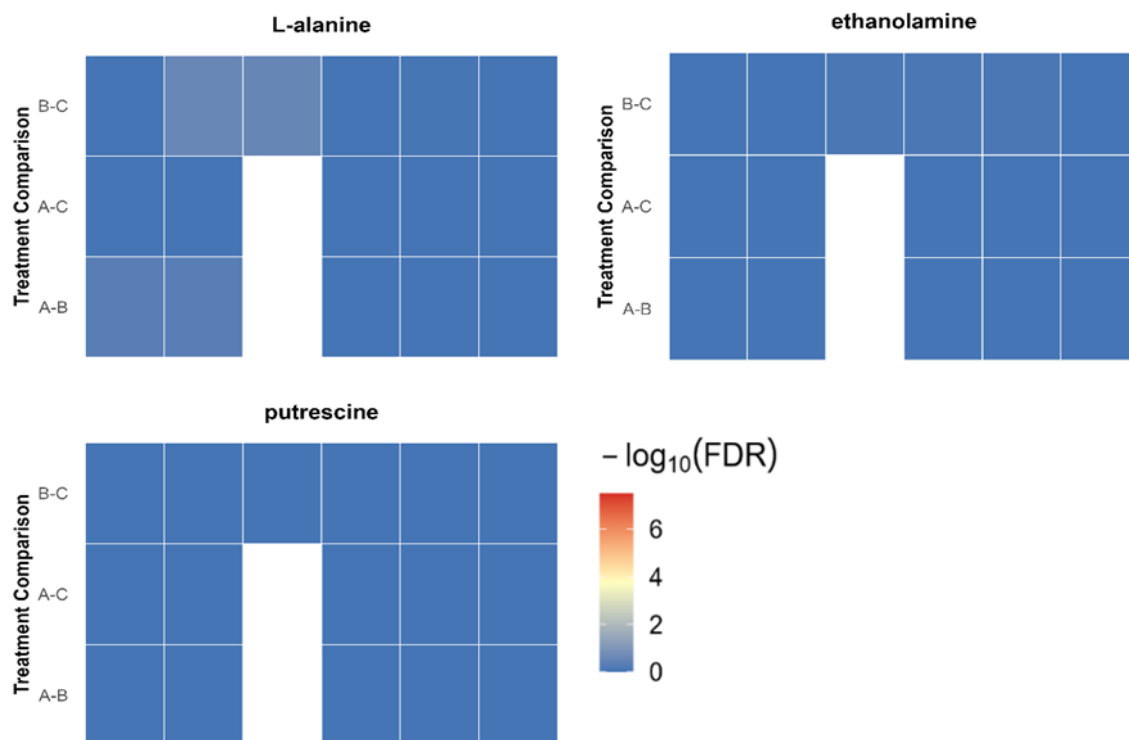 L-alanine
Treatment Comparison
B-C
A-C
A-B
ethanolamine
Treatment Comparison
B-C
A-C
A-B
putrescine
Treatment Comparison
B-C
A-C
A-B
− log₁₀(FDR)
6
4
2
0